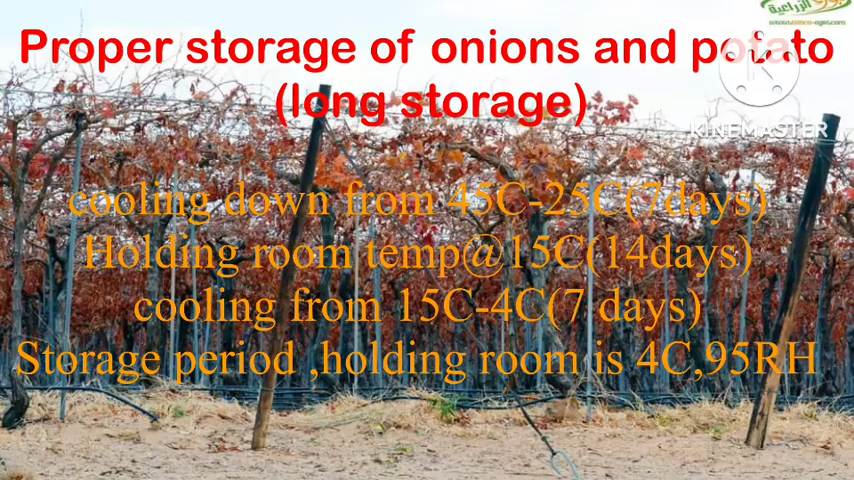 Proper storage of onions and potato
(long storage)
KINEMASTER
cooling down from 45C-25C(7days)
Holding room temp@15C(14days)
cooling from 15C-4C(7 days)
Storage period ,holding room is 4C,95RH